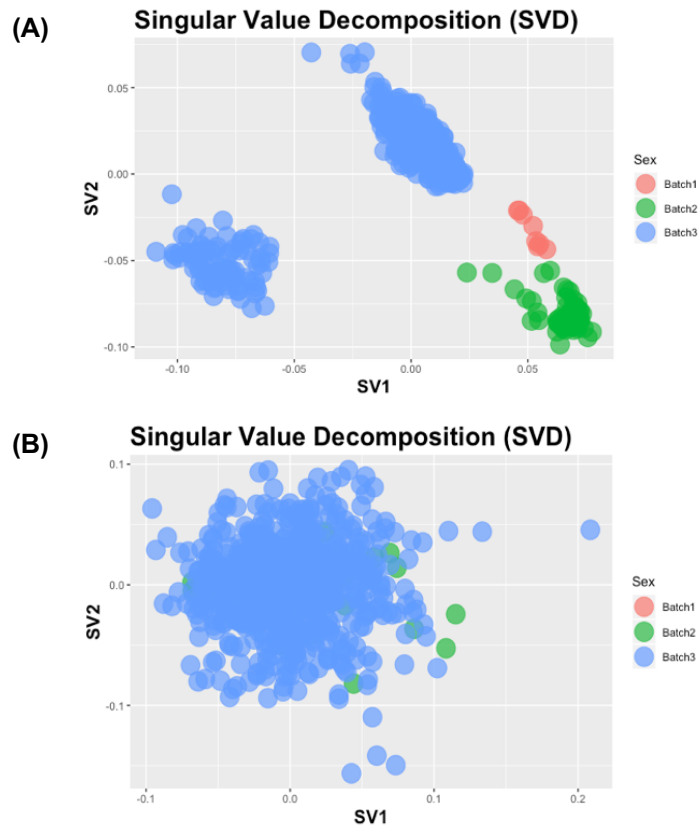 (A)
Singular Value Decomposition (SVD)
0.05
0.00
-0.05
-0.10
SV2
-0.10
-0.05
0.00
0.05
SV1
Sex
Batch1
Batch2
Batch3
(B)
Singular Value Decomposition (SVD)
0.1
0.0
-0.1
SV2
-0.1
0.0
0.1
0.2
SV1
Sex
Batch1
Batch2
Batch3